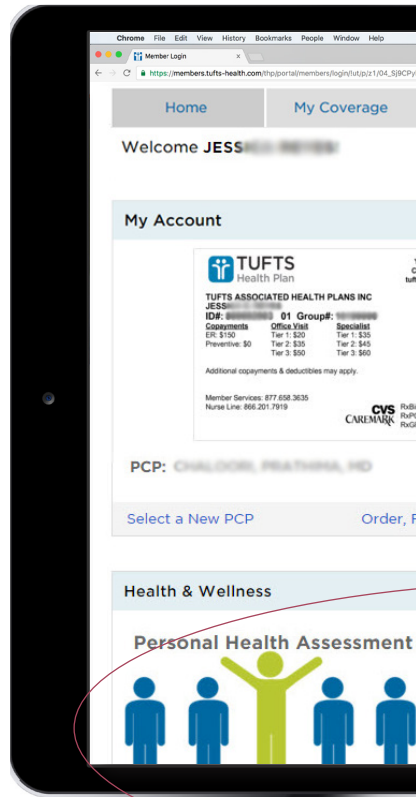 Chrome File Edit View History Bookmarks People Window Help
Member Login x
https://members.tufts-health.com/thp/portal/members/login/!ut/p/z1/04_Sj9CPy
Home My Coverage
Welcome JESS
My Account
TUFTS
Health Plan
TUFTS ASSOCIATED HEALTH PLANS INC
JESS
ID#: 01 Group#:
Copayments Office Visit Specialist
ER: $150 Tier 1: $20 Tier 1: $35
Preventive: $0 Tier 2: $35 Tier 2: $45
Tier 3: $50 Tier 3: $60
Additional copayments & deductibles may apply.
Member Services: 877.658.3635
Nurse Line: 866.201.7919
CVS
CAREMARK
RxBi
RxPC
RxGR
PCP:
Select a New PCP Order,
Health & Wellness
Personal Health Assessment